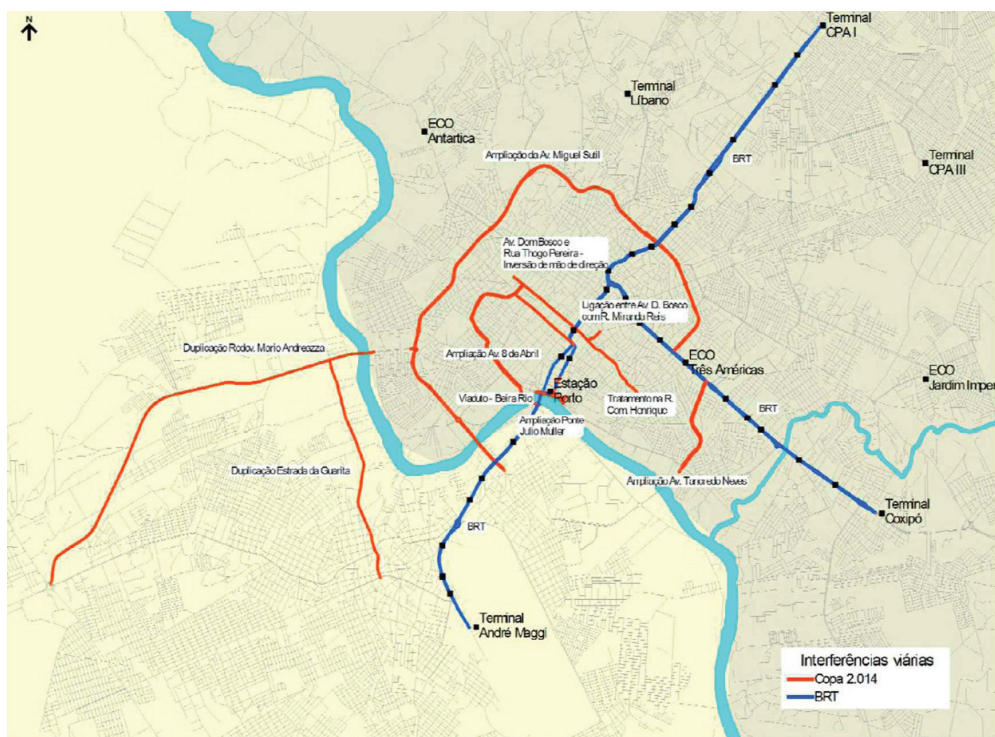 N
Terminal
CPA I
Terminal
Líbano
ECO
Antartica
Ampliação da Av. Miguel Sutil
BRT
Terminal
CPA III
Av. Dom Bosco e
Rua Thogo Pereira -
Inversão de mão de direção
Ligação entre Av. D. Bosco
com R. Miranda Reis
Duplicação Rodov. Mario Andreazza
Ampliação Av. 8 de Abril
ECO
Três Américas
ECO
Jardim Imper
Estação
Porto
Viaduto - Beira Rio
Tratamento na R.
Com. Henrique
BRT
Ampliação Ponte
Julio Muller
Duplicação Estrada da Guarita
Ampliação Av. Tancredo Neves
Terminal
Coxipó
BRT
Terminal
André Maggi
Interferências viárias
Copa 2.014
BRT